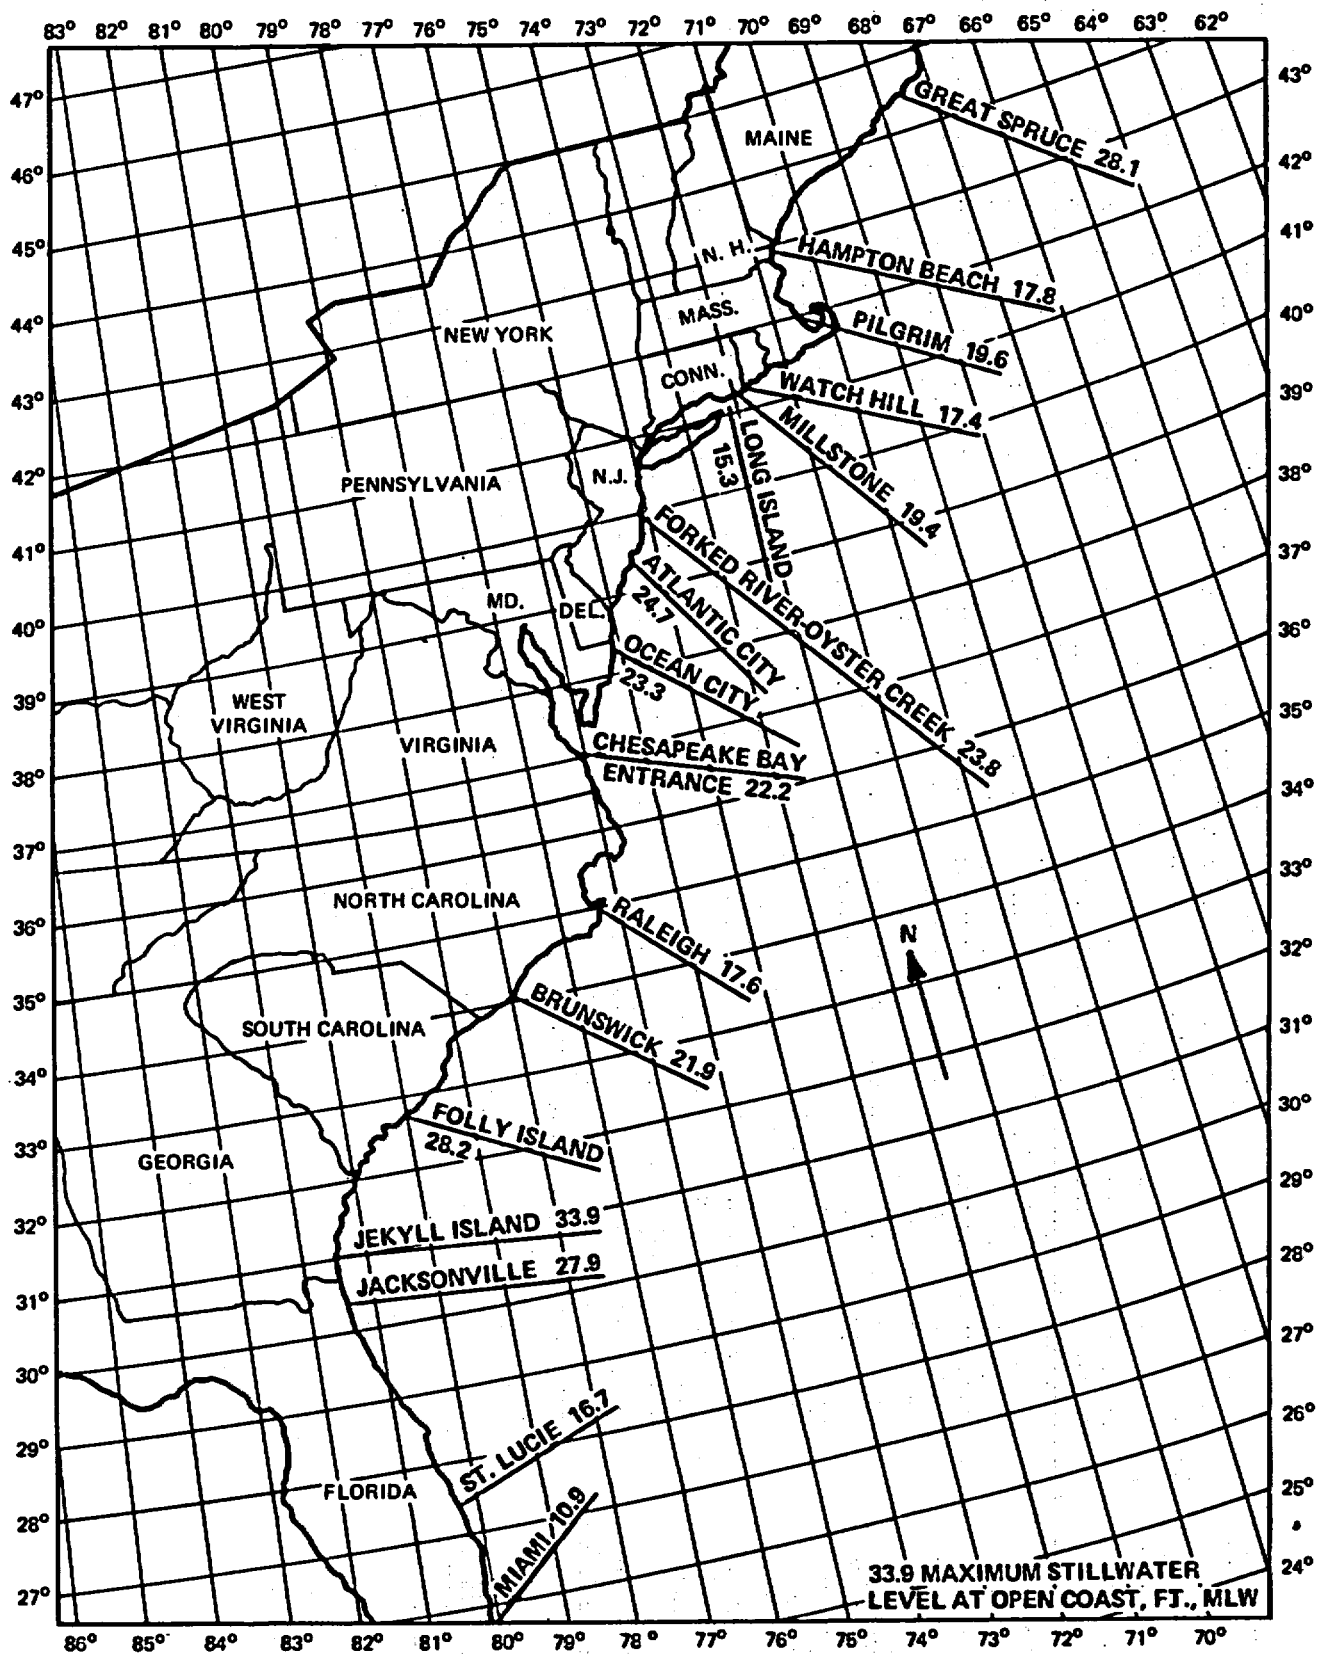 83° 82° 81° 80° 79° 78° 77° 76° 75° 74° 73° 72° 71° 70° 69° 68° 67° 66° 65° 64° 63° 62°
47°
46°
45°
44°
43°
42°
41°
40°
39°
38°
37°
36°
35°
34°
33°
32°
31°
30°
29°
28°
27°
43°
42°
41°
40°
39°
38°
37°
36°
35°
34°
33°
32°
31°
30°
29°
28°
27°
26°
25°
24°
MAINE
GREAT SPRUCE 28.1
N. H.
HAMPTON BEACH 17.8
MASS.
NEW YORK
PILGRIM 19.6
CONN.
WATCH HILL 17.4
MILLSTONE 19.4
LONG ISLAND
15.3
PENNSYLVANIA
N.J.
FORKED RIVER-OYSTER CREEK 23.8
ATLANTIC CITY
24.7
MD.
DEL.
OCEAN CITY
23.3
WEST
VIRGINIA
VIRGINIA
CHESAPEAKE BAY
ENTRANCE 22.2
NORTH CAROLINA
RALEIGH 17.6
N
BRUNSWICK 21.9
SOUTH CAROLINA
FOLLY ISLAND
28.2
GEORGIA
JEKYLL ISLAND 33.9
JACKSONVILLE 27.9
ST. LUCIE 16.7
FLORIDA
MIAMI 10.9
33.9 MAXIMUM STILLWATER
LEVEL AT OPEN COAST, FT., MLW
86° 85° 84° 83° 82° 81° 80° 79° 78° 77° 76° 75° 74° 73° 72° 71° 70°